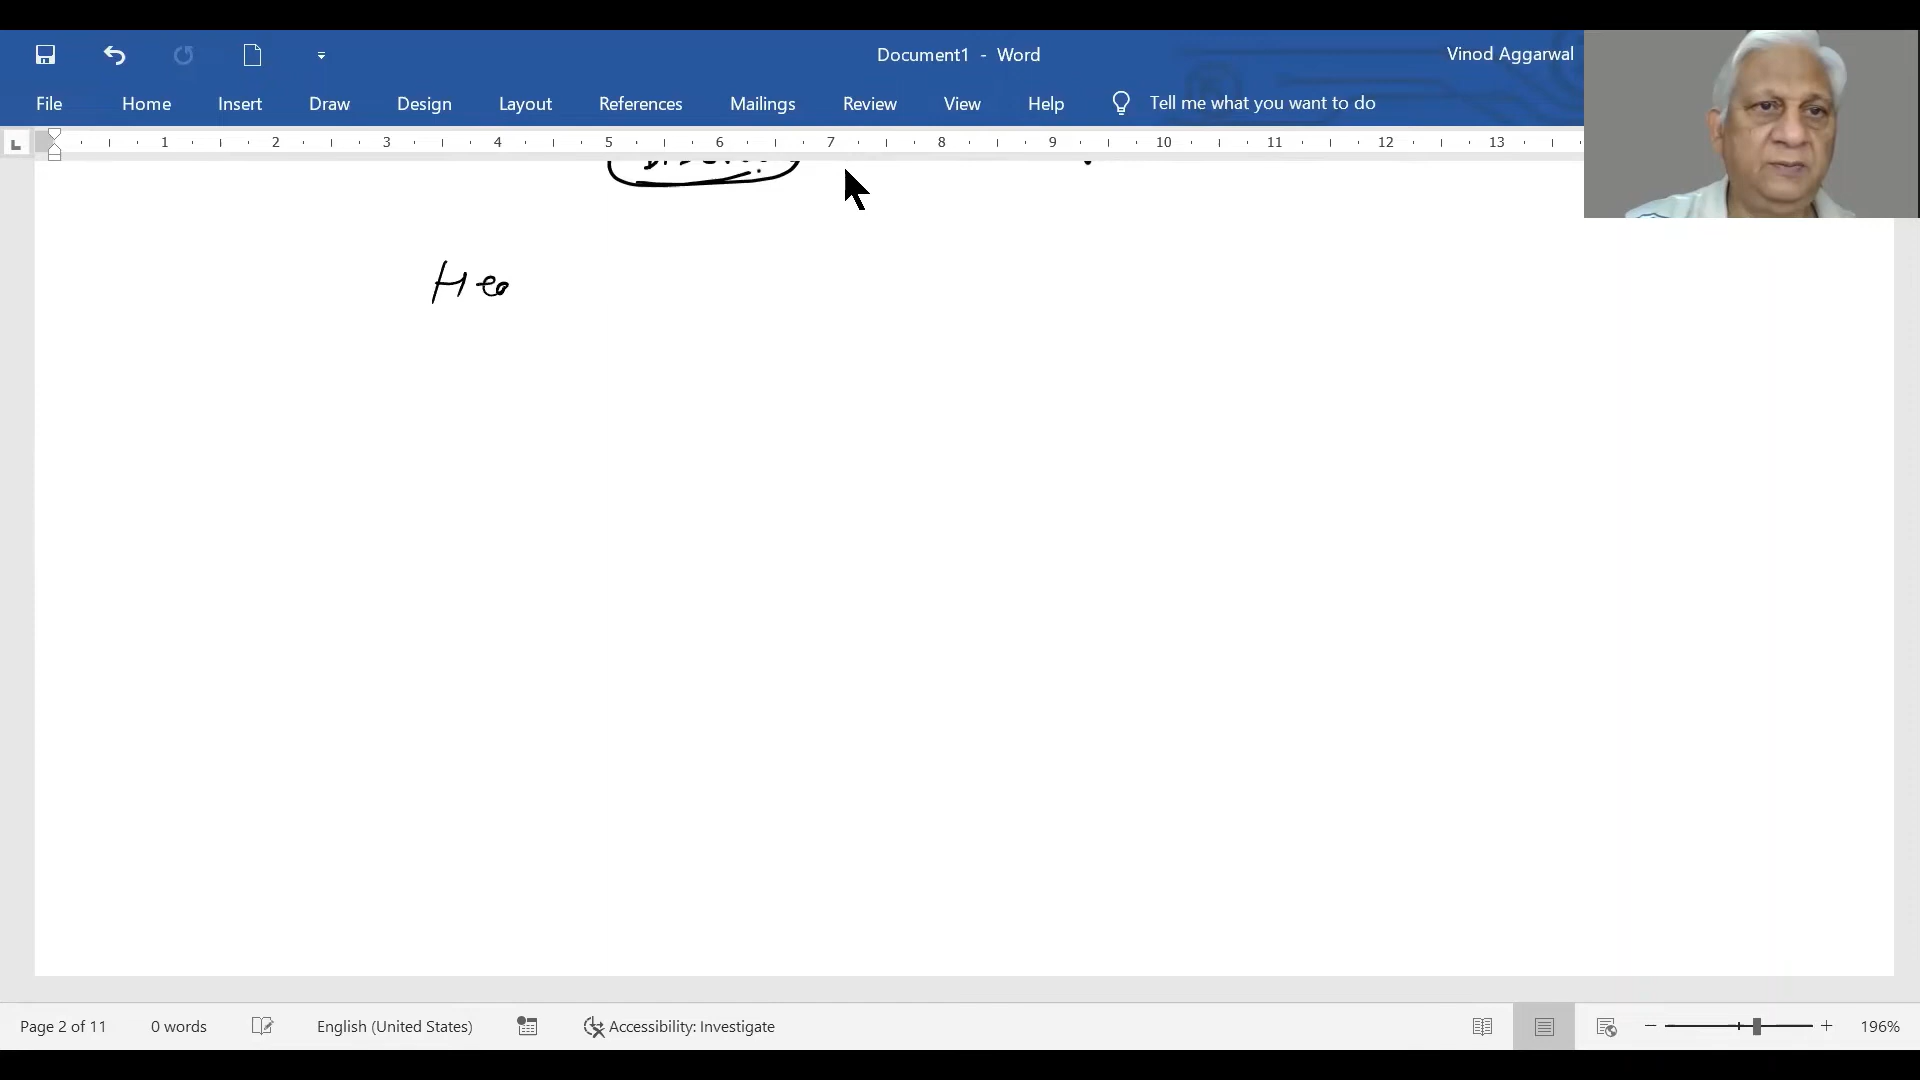 Document1 - Word
Vinod Aggarwal
File Home Insert Draw Design Layout References Mailings Review View Help Tell me what you want to do
1 2 3 4 5 6 7 8 9 10 11 12 13
Hea
Page 2 of 11 0 words English (United States) Accessibility: Investigate 196%